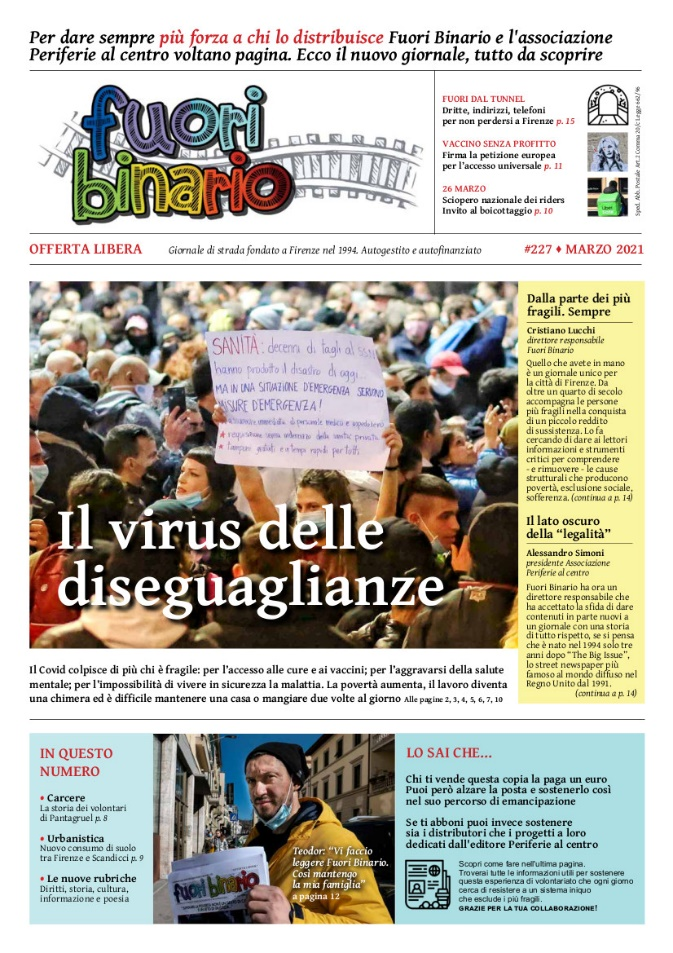 Per dare sempre più forza a chi lo distribuisce Fuori Binario e l'associazione
Periferie al centro voltano pagina. Ecco il nuovo giornale, tutto da scoprire
fuori
binario
FUORI DAL TUNNEL
Dritte, indirizzi, telefoni
per non perdersi a Firenze p. 15
VACCINO SENZA PROFITTO
Firma la petizione europea
per l'accesso universale p. 11
26 MARZO
Sciopero nazionale dei riders
Invito al boicottaggio p. 10
Sped. Abb. Postale Art.2 Comma 20/c Legge 662/96
OFFERTA LIBERA
Giornale di strada fondato a Firenze nel 1994. Autogestito e autofinanziato
#227 ♦ MARZO 2021
SANITÀ: decenni di tagli al SSN
hanno prodotto il disastro di oggi.
MA IN UNA SITUAZIONE D'EMERGENZA SERVONO
MISURE D'EMERGENZA!
di personale medico e
della sanità privata
tamponi gratuiti e a tempi rapidi per tutti
Il virus delle
diseguaglianze
Il Covid colpisce di più chi è fragile: per l'accesso alle cure e ai vaccini; per l'aggravarsi della salute
mentale; per l'impossibilità di vivere in sicurezza la malattia. La povertà aumenta, il lavoro diventa
una chimera ed è difficile mantenere una casa o mangiare due volte al giorno Alle pagine 2, 3, 4, 5, 6, 7, 10
Dalla parte dei più
fragili. Sempre
Cristiano Lucchi
direttore responsabile
Fuori Binario
Quello che avete in mano
è un giornale unico per
la città di Firenze. Da
oltre un quarto di secolo
accompagna le persone
più fragili nella conquista
di un piccolo reddito
di sussistenza. Lo fa
cercando di dare ai lettori
informazioni e strumenti
critici per comprendere
- e rimuovere - le cause
strutturali che producono
povertà, esclusione sociale,
sofferenza. (continua a p. 14)
Il lato oscuro
della “legalità”
Alessandro Simoni
presidente Associazione
Periferie al centro
Fuori Binario ha ora un
direttore responsabile che
ha accettato la sfida di dare
contenuti in parte nuovi a
un giornale con una storia
di tutto rispetto, se si pensa
che è nato nel 1994 solo tre
anni dopo “The Big Issue”,
lo street newspaper più
famoso al mondo diffuso nel
Regno Unito dal 1991.
(continua a p. 14)
IN QUESTO
NUMERO
• Carcere
La storia dei volontari
di Pantagruel p. 8
• Urbanistica
Nuovo consumo di suolo
tra Firenze e Scandicci p. 9
• Le nuove rubriche
Diritti, storia, cultura,
informazione e poesia
fuori binario
Teodor: “Vi faccio
leggere Fuori Binario.
Così mantengo
la mia famiglia”
a pagina 12
LO SAI CHE...
Chi ti vende questa copia la paga un euro
Puoi però alzare la posta e sostenerlo così
nel suo percorso di emancipazione
Se ti abboni puoi invece sostenere
sia i distributori che i progetti a loro
dedicati dall'editore Periferie al centro
Scopri come fare nell'ultima pagina.
Troverai tutte le informazioni utili per sostenere
questa esperienza di volontariato che ogni giorno
cerca di resistere a un sistema iniquo
che esclude i più fragili.
GRAZIE PER LA TUA COLLABORAZIONE!